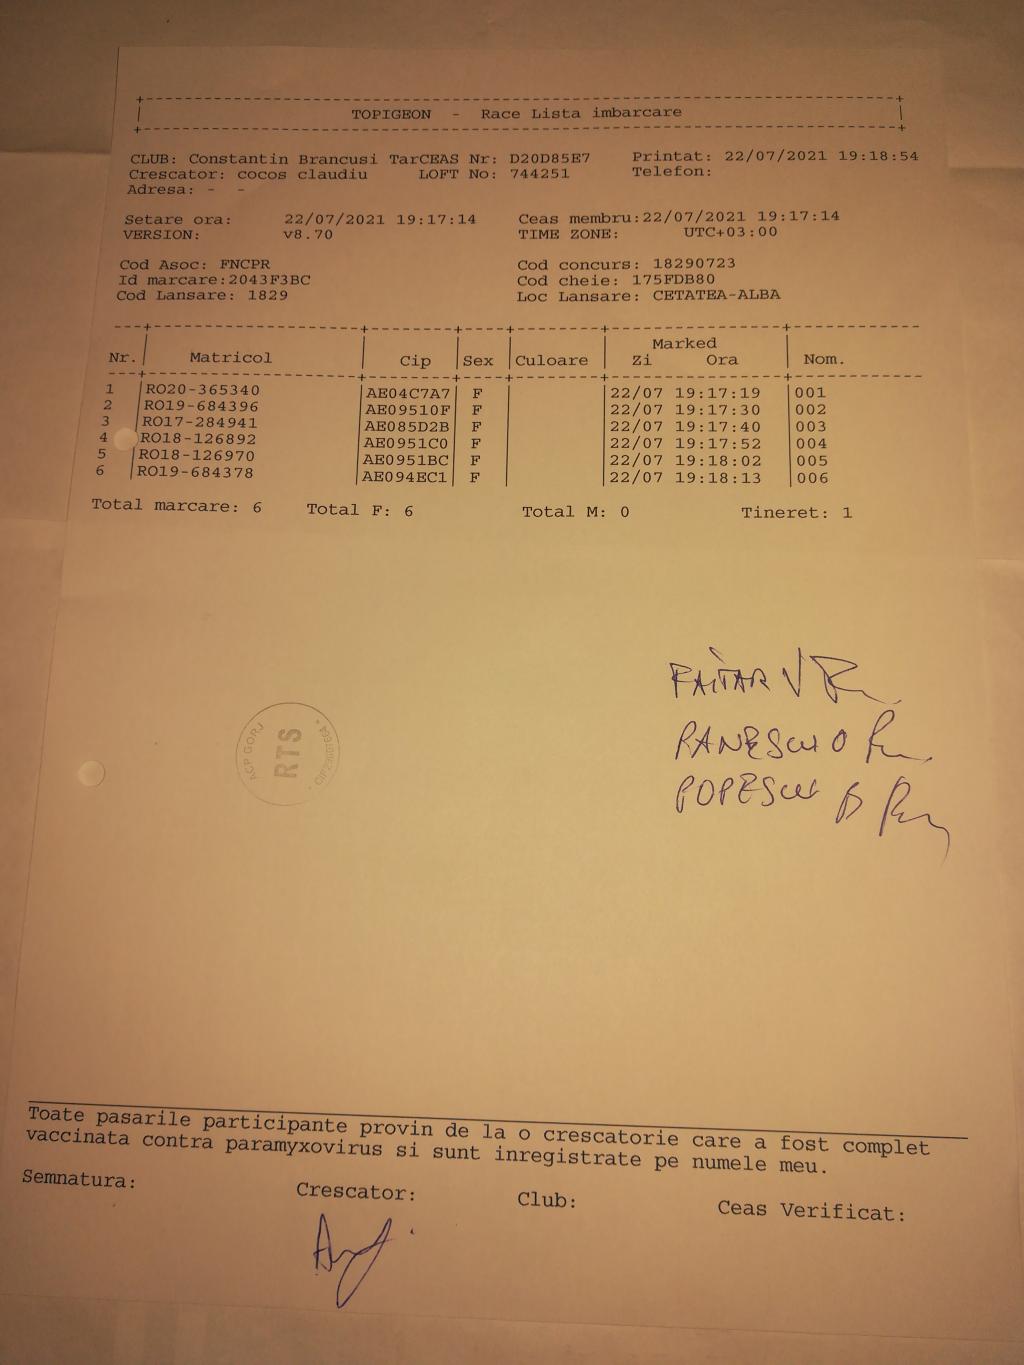 TOPIGEON - Race Lista imbarcare
CLUB: Constantin Brancusi TarCEAS Nr: D20D85E7 Printat: 22/07/2021 19:18:54
Crescator: cocos claudiu LOFT No: 744251 Telefon:
Adresa: - -
Setare ora: 22/07/2021 19:17:14 Ceas membru:22/07/2021 19:17:14
VERSION: v8.70 TIME ZONE: UTC+03:00
Cod Asoc: FNCPR Cod concurs: 18290723
Id marcare:2043F3BC Cod cheie: 175FDB80
Cod Lansare: 1829 Loc Lansare: CETATEA-ALBA
Marked
Nr. Matricol Cip Sex Culoare Zi Ora Nom.
1 RO20-365340 AE04C7A7 F 22/07 19:17:19 001
2 RO19-684396 AE09510F F 22/07 19:17:30 002
3 RO17-284941 AE085D2B F 22/07 19:17:40 003
4 RO18-126892 AE0951C0 F 22/07 19:17:52 004
5 RO18-126970 AE0951BC F 22/07 19:18:02 005
6 RO19-684378 AE094EC1 F 22/07 19:18:13 006
Total marcare: 6 Total F: 6 Total M: 0 Tineret: 1
V
PANESCU O
POPESCU B
ACP GORJ
RTS
Toate pasarile participante provin de la o crescatorie care a fost complet
vaccinata contra paramyxovirus si sunt inregistrate pe numele meu.
Semnatura: Crescator: Club: Ceas Verificat: